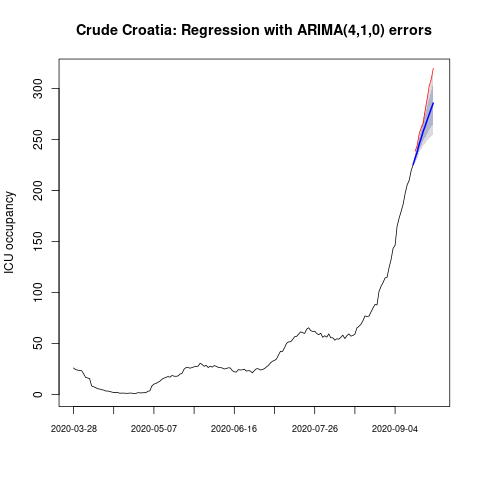 Crude Croatia: Regression with ARIMA(4,1,0) errors
ICU occupancy
300
250
200
150
100
50
0
2020-03-28 2020-05-07 2020-06-16 2020-07-26 2020-09-04